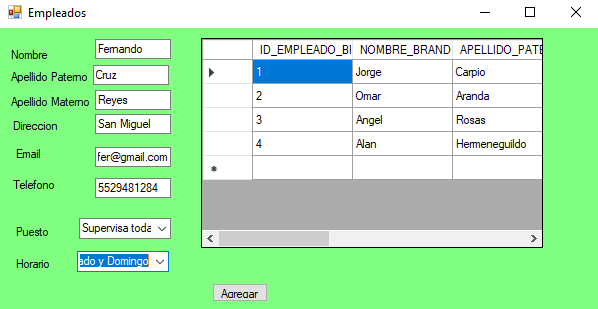 Empleados
Nombre Fernando
Apellido Paterno Cruz
Apellido Materno Reyes
Direccion San Miguel
Email fer@gmail.com
Telefono 5529481284
Puesto Supervisa toda
Horario ado y Domingo
ID_EMPLEADO_BI NOMBRE_BRAND APELLIDO_PATE
1 Jorge Carpio
2 Omar Aranda
3 Angel Rosas
4 Alan Hermeneguildo
Agregar